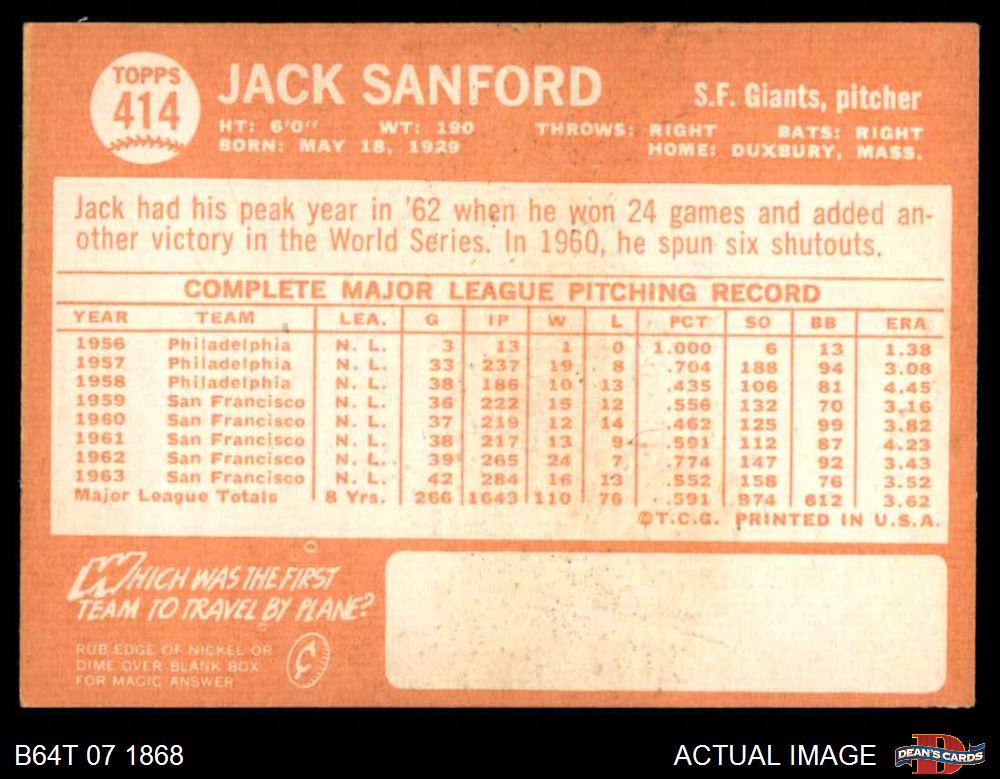 TOPPS
414
JACK SANFORD
S.F. Giants, pitcher
HT: 6'0" WT: 190 THROWS: RIGHT BATS: RIGHT
BORN: MAY 18, 1929 HOME: DUXBURY, MASS.
Jack had his peak year in '62 when he won 24 games and added an-
other victory in the World Series. In 1960, he spun six shutouts.
COMPLETE MAJOR LEAGUE PITCHING RECORD
YEAR TEAM LEA. G IP W L PCT SO BB ERA
1956 Philadelphia N. L. 3 13 1 0 1.000 6 13 1.38
1957 Philadelphia N. L. 33 237 19 8 .704 188 94 3.08
1958 Philadelphia N. L. 38 186 10 13 .435 106 81 4.45
1959 San Francisco N. L. 36 222 15 12 .556 132 70 3.16
1960 San Francisco N. L. 37 219 12 14 .462 125 99 3.82
1961 San Francisco N. L. 38 217 13 9 .591 112 87 4.23
1962 San Francisco N. L. 39 265 24 7 .774 147 92 3.43
1963 San Francisco N. L. 42 284 16 13 .552 158 76 3.52
Major League Totals 8 Yrs. 266 1643 110 76 .591 974 612 3.62
©T.C.G. PRINTED IN U.S.A.
WHICH WAS THE FIRST
TEAM TO TRAVEL BY PLANE?
RUB EDGE OF NICKEL OR
DIME OVER BLANK BOX
FOR MAGIC ANSWER
B64T 07 1868
ACTUAL IMAGE
DEAN'S CARDS